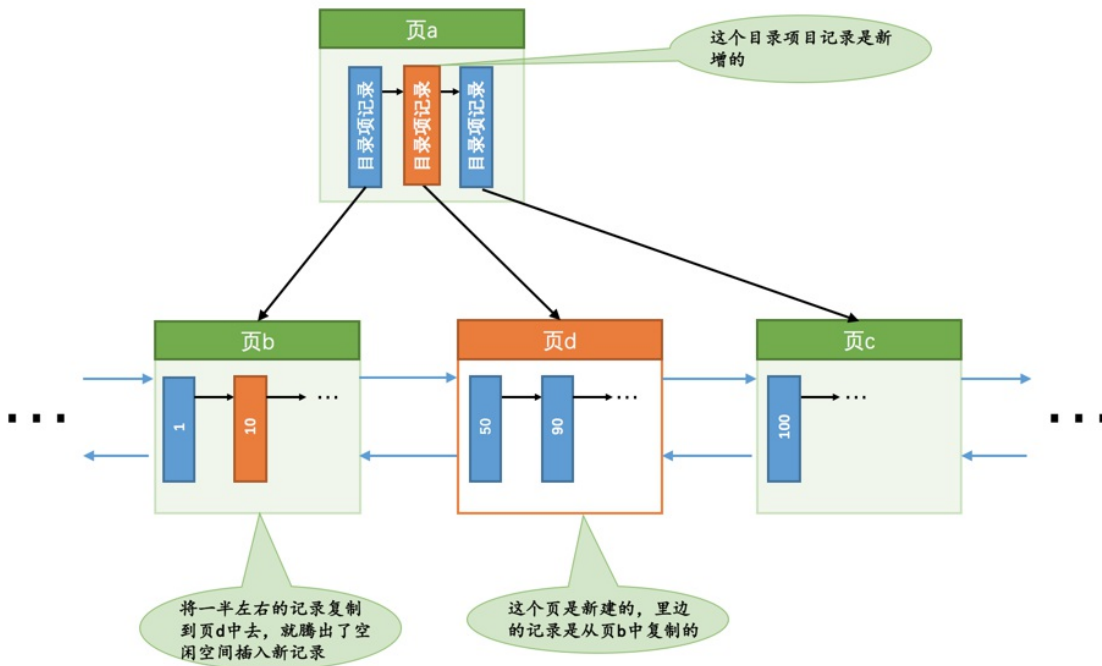 页a
这个目录项目记录是新
增的
目录项记录
目录项记录
目录项记录
页b
页d
页c
1
10
...
50
90
...
100
...
...
...
将一半左右的记录复制
到页d中去，就腾出了空
闲空间插入新记录
这个页是新建的，里边
的记录是从页b中复制的